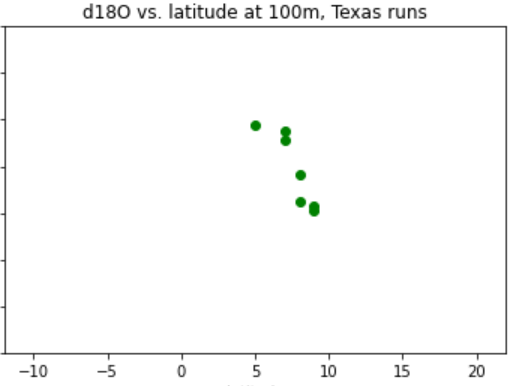 d18O vs. latitude at 100m, Texas runs
−10 −5 0 5 10 15 20